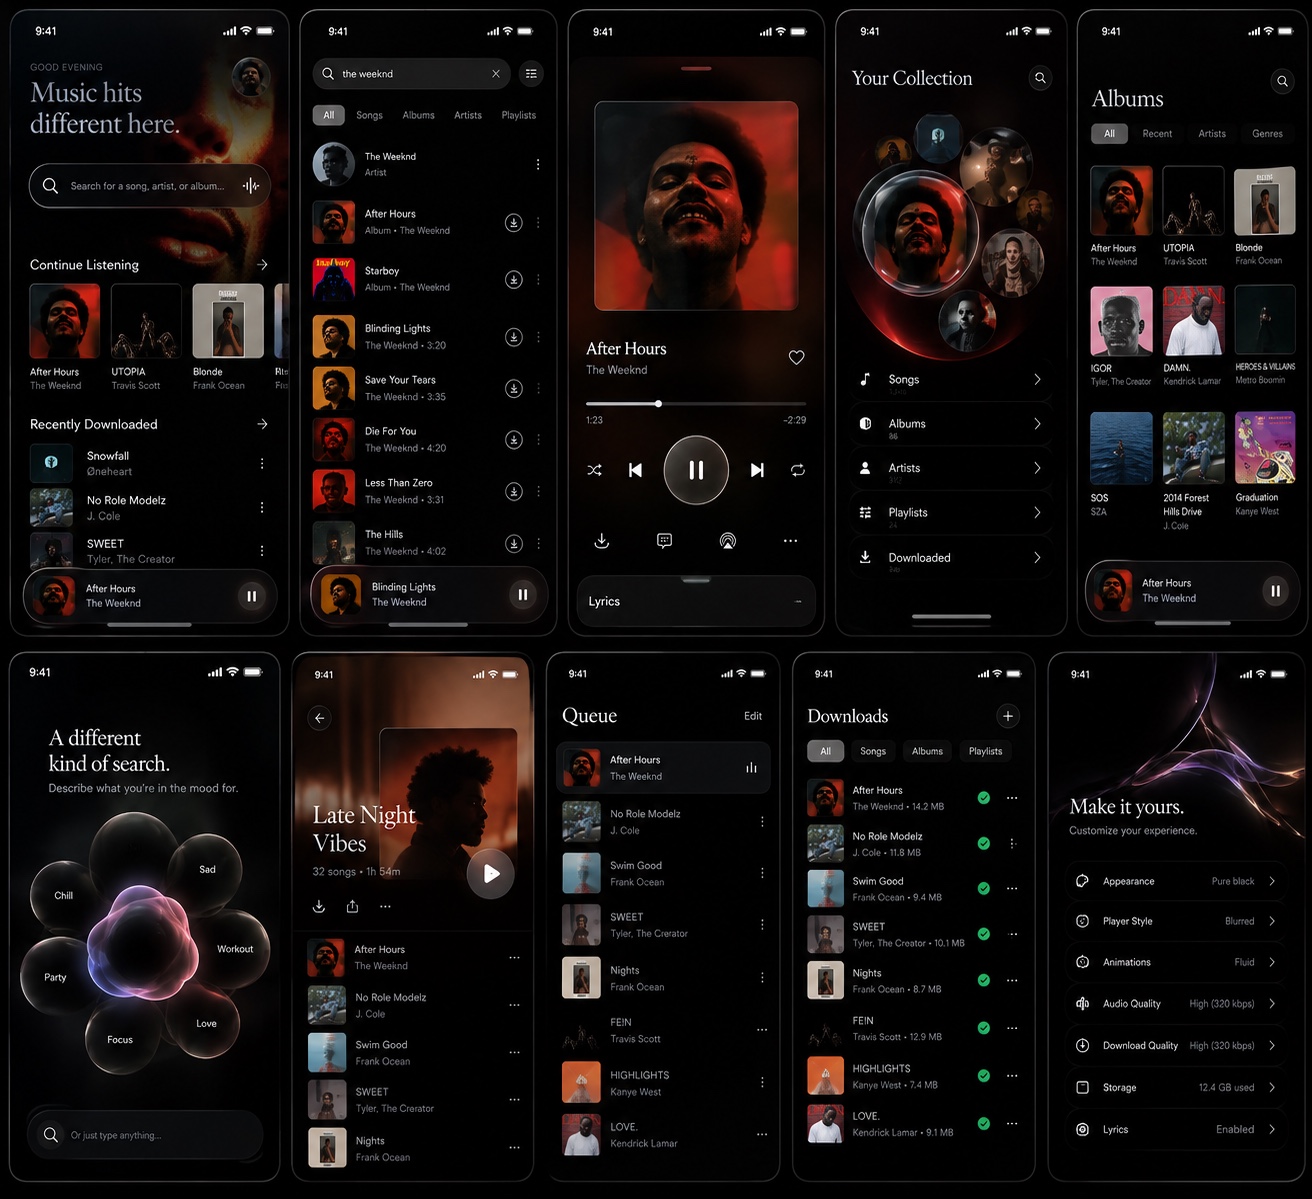 9:41
GOOD EVENING
Music hits
different here.
Search for a song, artist, or album...
Continue Listening
After Hours
The Weeknd
UTOPIA
Travis Scott
Blonde
Frank Ocean
Recently Downloaded
Snowfall
Øneheart
No Role Modelz
J. Cole
SWEET
Tyler, The Creator
After Hours
The Weeknd
9:41
the weeknd
All
Songs
Albums
Artists
Playlists
The Weeknd
Artist
After Hours
Album • The Weeknd
Starboy
Album • The Weeknd
Blinding Lights
The Weeknd • 3:20
Save Your Tears
The Weeknd • 3:35
Die For You
The Weeknd • 4:20
Less Than Zero
The Weeknd • 3:31
The Hills
The Weeknd • 4:02
Blinding Lights
The Weeknd
9:41
After Hours
The Weeknd
1:23
-2:29
Lyrics
9:41
Your Collection
Songs
Albums
86
Artists
Playlists
Downloaded
9:41
Albums
All
Recent
Artists
Genres
After Hours
The Weeknd
UTOPIA
Travis Scott
Blonde
Frank Ocean
DAMN.
IGOR
Tyler, The Creator
DAMN.
Kendrick Lamar
HEROES & VILLAINS
Metro Boomin
SOS
SZA
2014 Forest
Hills Drive
J. Cole
Graduation
Kanye West
After Hours
The Weeknd
9:41
A different
kind of search.
Describe what you're in the mood for.
Sad
Chill
Workout
Party
Love
Focus
Or just type anything...
9:41
Late Night
Vibes
32 songs • 1h 54m
After Hours
The Weeknd
No Role Modelz
J. Cole
Swim Good
Frank Ocean
SWEET
Tyler, The Crerator
Nights
Frank Ocean
9:41
Queue
Edit
After Hours
The Weeknd
No Role Modelz
J. Cole
Swim Good
Frank Ocean
SWEET
Tyler, The Creator
Nights
Frank Ocean
FE!N
Travis Scott
HIGHLIGHTS
Kanye West
LOVE.
Kendrick Lamar
9:41
Downloads
All
Songs
Albums
Playlists
After Hours
The Weeknd • 14.2 MB
No Role Modelz
J. Cole • 11.8 MB
Swim Good
Frank Ocean • 9.4 MB
SWEET
Tyler, The Creator • 10.1 MB
Nights
Frank Ocean • 8.7 MB
FE!N
Travis Scott • 12.9 MB
HIGHLIGHTS
Kanye West • 7.4 MB
LOVE.
Kendrick Lamar • 9.1 MB
9:41
Make it yours.
Customize your experience.
Appearance
Pure black
Player Style
Blurred
Animations
Fluid
Audio Quality
High (320 kbps)
Download Quality
High (320 kbps)
Storage
12.4 GB used
Lyrics
Enabled